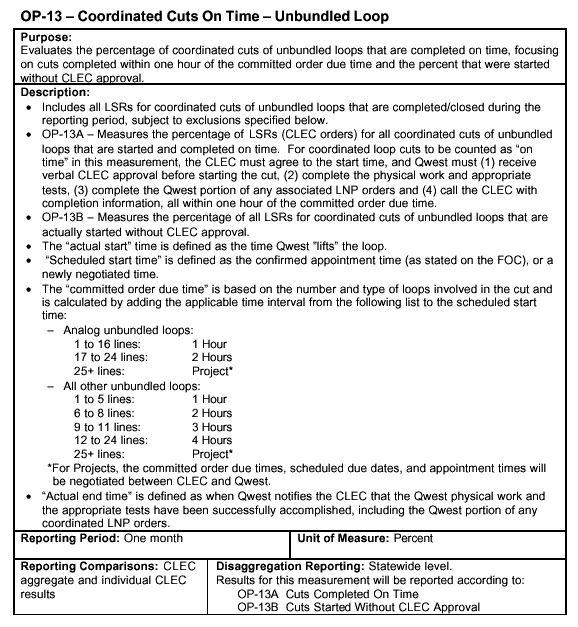 OP-13 – Coordinated Cuts On Time – Unbundled Loop
Purpose:
Evaluates the percentage of coordinated cuts of unbundled loops that are completed on time, focusing
on cuts completed within one hour of the committed order due time and the percent that were started
without CLEC approval.
Description:
• Includes all LSRs for coordinated cuts of unbundled loops that are completed/closed during the
reporting period, subject to exclusions specified below.
• OP-13A – Measures the percentage of LSRs (CLEC orders) for all coordinated cuts of unbundled
loops that are started and completed on time. For coordinated loop cuts to be counted as “on
time” in this measurement, the CLEC must agree to the start time, and Qwest must (1) receive
verbal CLEC approval before starting the cut, (2) complete the physical work and appropriate
tests, (3) complete the Qwest portion of any associated LNP orders and (4) call the CLEC with
completion information, all within one hour of the committed order due time.
• OP-13B – Measures the percentage of all LSRs for coordinated cuts of unbundled loops that are
actually started without CLEC approval.
• The “actual start” time is defined as the time Qwest ”lifts” the loop.
• “Scheduled start time” is defined as the confirmed appointment time (as stated on the FOC), or a
newly negotiated time.
• The “committed order due time” is based on the number and type of loops involved in the cut and
is calculated by adding the applicable time interval from the following list to the scheduled start
time:
– Analog unbundled loops:
1 to 16 lines: 1 Hour
17 to 24 lines: 2 Hours
25+ lines: Project*
– All other unbundled loops:
1 to 5 lines: 1 Hour
6 to 8 lines: 2 Hours
9 to 11 lines: 3 Hours
12 to 24 lines: 4 Hours
25+ lines: Project*
*For Projects, the committed order due times, scheduled due dates, and appointment times will
be negotiated between CLEC and Qwest.
• “Actual end time” is defined as when Qwest notifies the CLEC that the Qwest physical work and
the appropriate tests have been successfully accomplished, including the Qwest portion of any
coordinated LNP orders.
Reporting Period: One month
Unit of Measure: Percent
Reporting Comparisons: CLEC
aggregate and individual CLEC
results
Disaggregation Reporting: Statewide level.
Results for this measurement will be reported according to:
OP-13A Cuts Completed On Time
OP-13B Cuts Started Without CLEC Approval